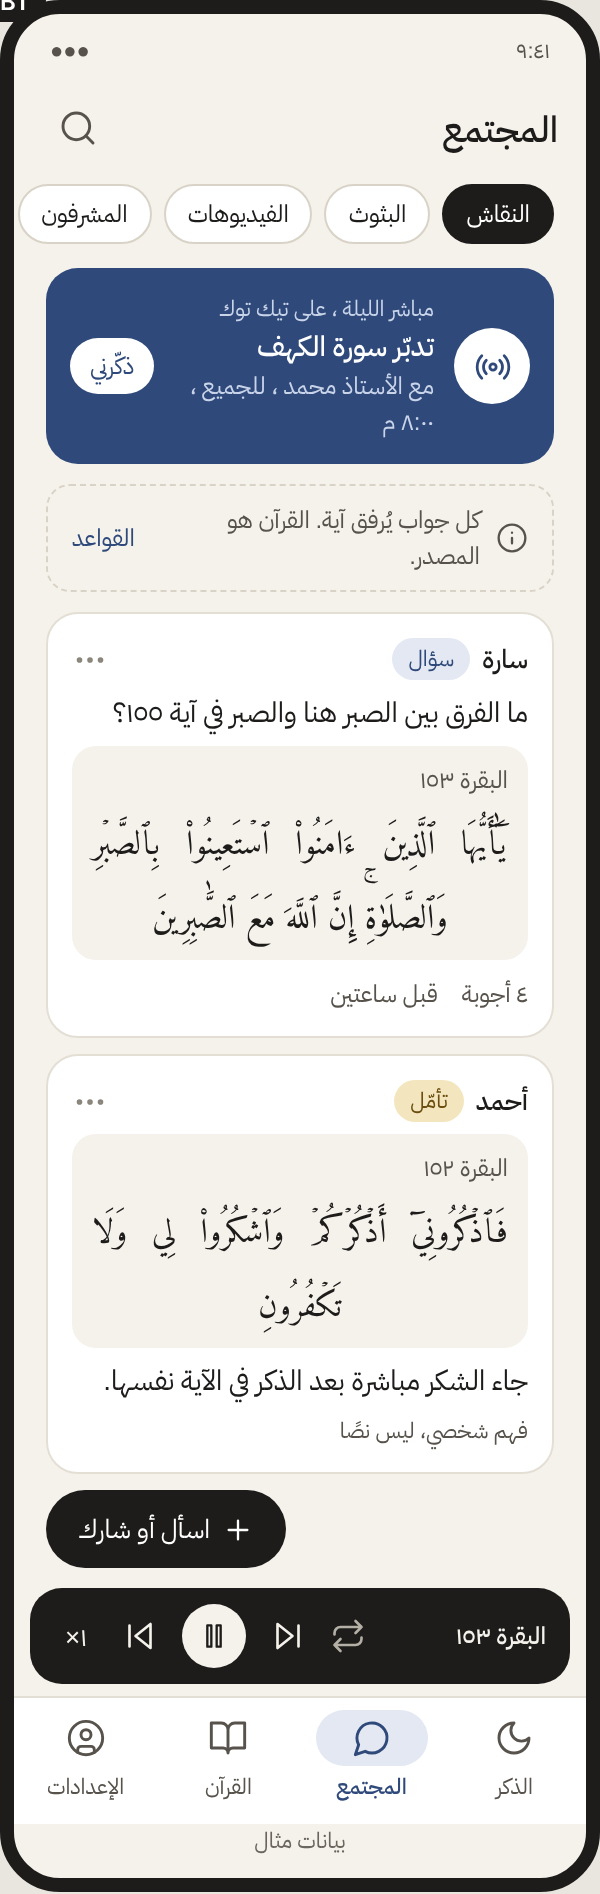 BT
٩:٤١
المجتمع
النقاش
البثوث
الفيديوهات
المشرفون
مباشر الليلة ، على تيك توك
تدبّر سورة الكهف
مع الأستاذ محمد ، للجميع ،
٨:٠٠ م
ذكّرني
كل جواب يُرفق آية. القرآن هو
المصدر.
القواعد
سارة
سؤال
ما الفرق بين الصبر هنا والصبر في آية ١٥٥؟
البقرة ١٥٣
يَٰٓأَيُّهَا ٱلَّذِينَ ءَامَنُوا۟ ٱسْتَعِينُوا۟ بِٱلصَّبْرِ
وَٱلصَّلَوٰةِ ۚ إِنَّ ٱللَّهَ مَعَ ٱلصَّٰبِرِينَ
٤ أجوبة
قبل ساعتين
أحمد
تأمّل
البقرة ١٥٢
فَٱذْكُرُونِىٓ أَذْكُرْكُمْ وَٱشْكُرُوا۟ لِى وَلَا
تَكْفُرُونِ
جاء الشكر مباشرة بعد الذكر في الآية نفسها.
فهم شخصي، ليس نصًا
اسأل أو شارك
البقرة ١٥٣
١×
الذكر
المجتمع
القرآن
الإعدادات
بيانات مثال